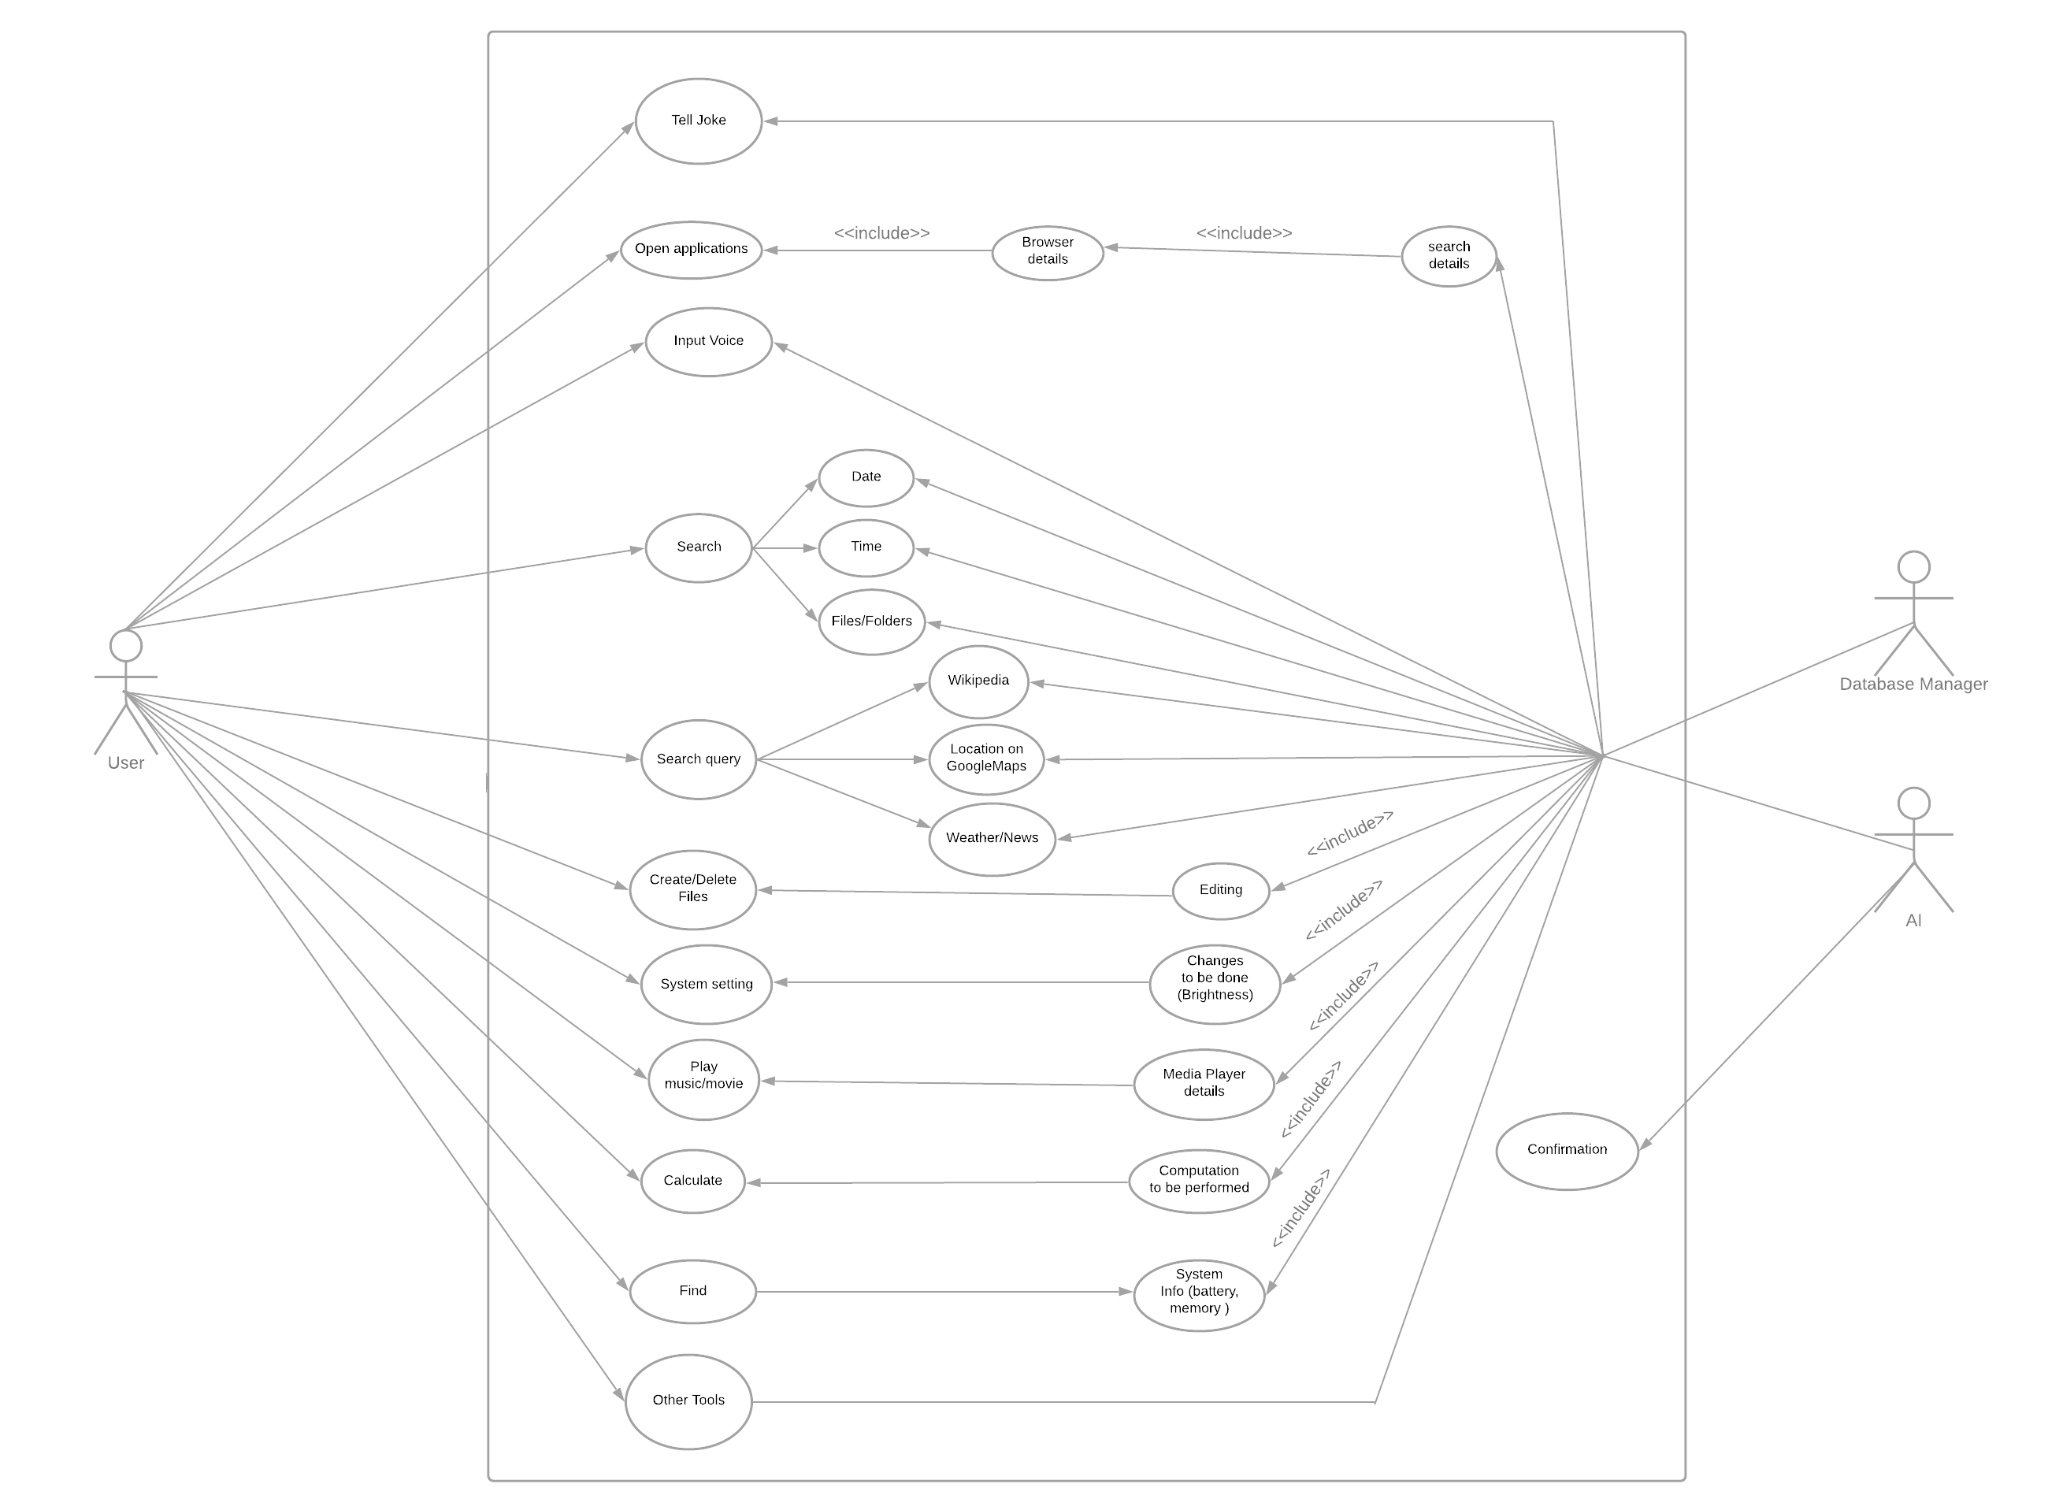 Tell Joke
Open applications
<<include>>
Browser
details
<<include>>
search
details
Input Voice
Date
Search
Time
Files/Folders
Wikipedia
Search query
Location on
GoogleMaps
Weather/News
<<include>>
Create/Delete
Files
Editing
<<include>>
System setting
Changes
to be done
(Brightness)
<<include>>
Play
music/movie
Media Player
details
<<include>>
Calculate
Computation
to be performed
<<include>>
Find
System
Info (battery,
memory )
Other Tools
Confirmation
User
Database Manager
AI